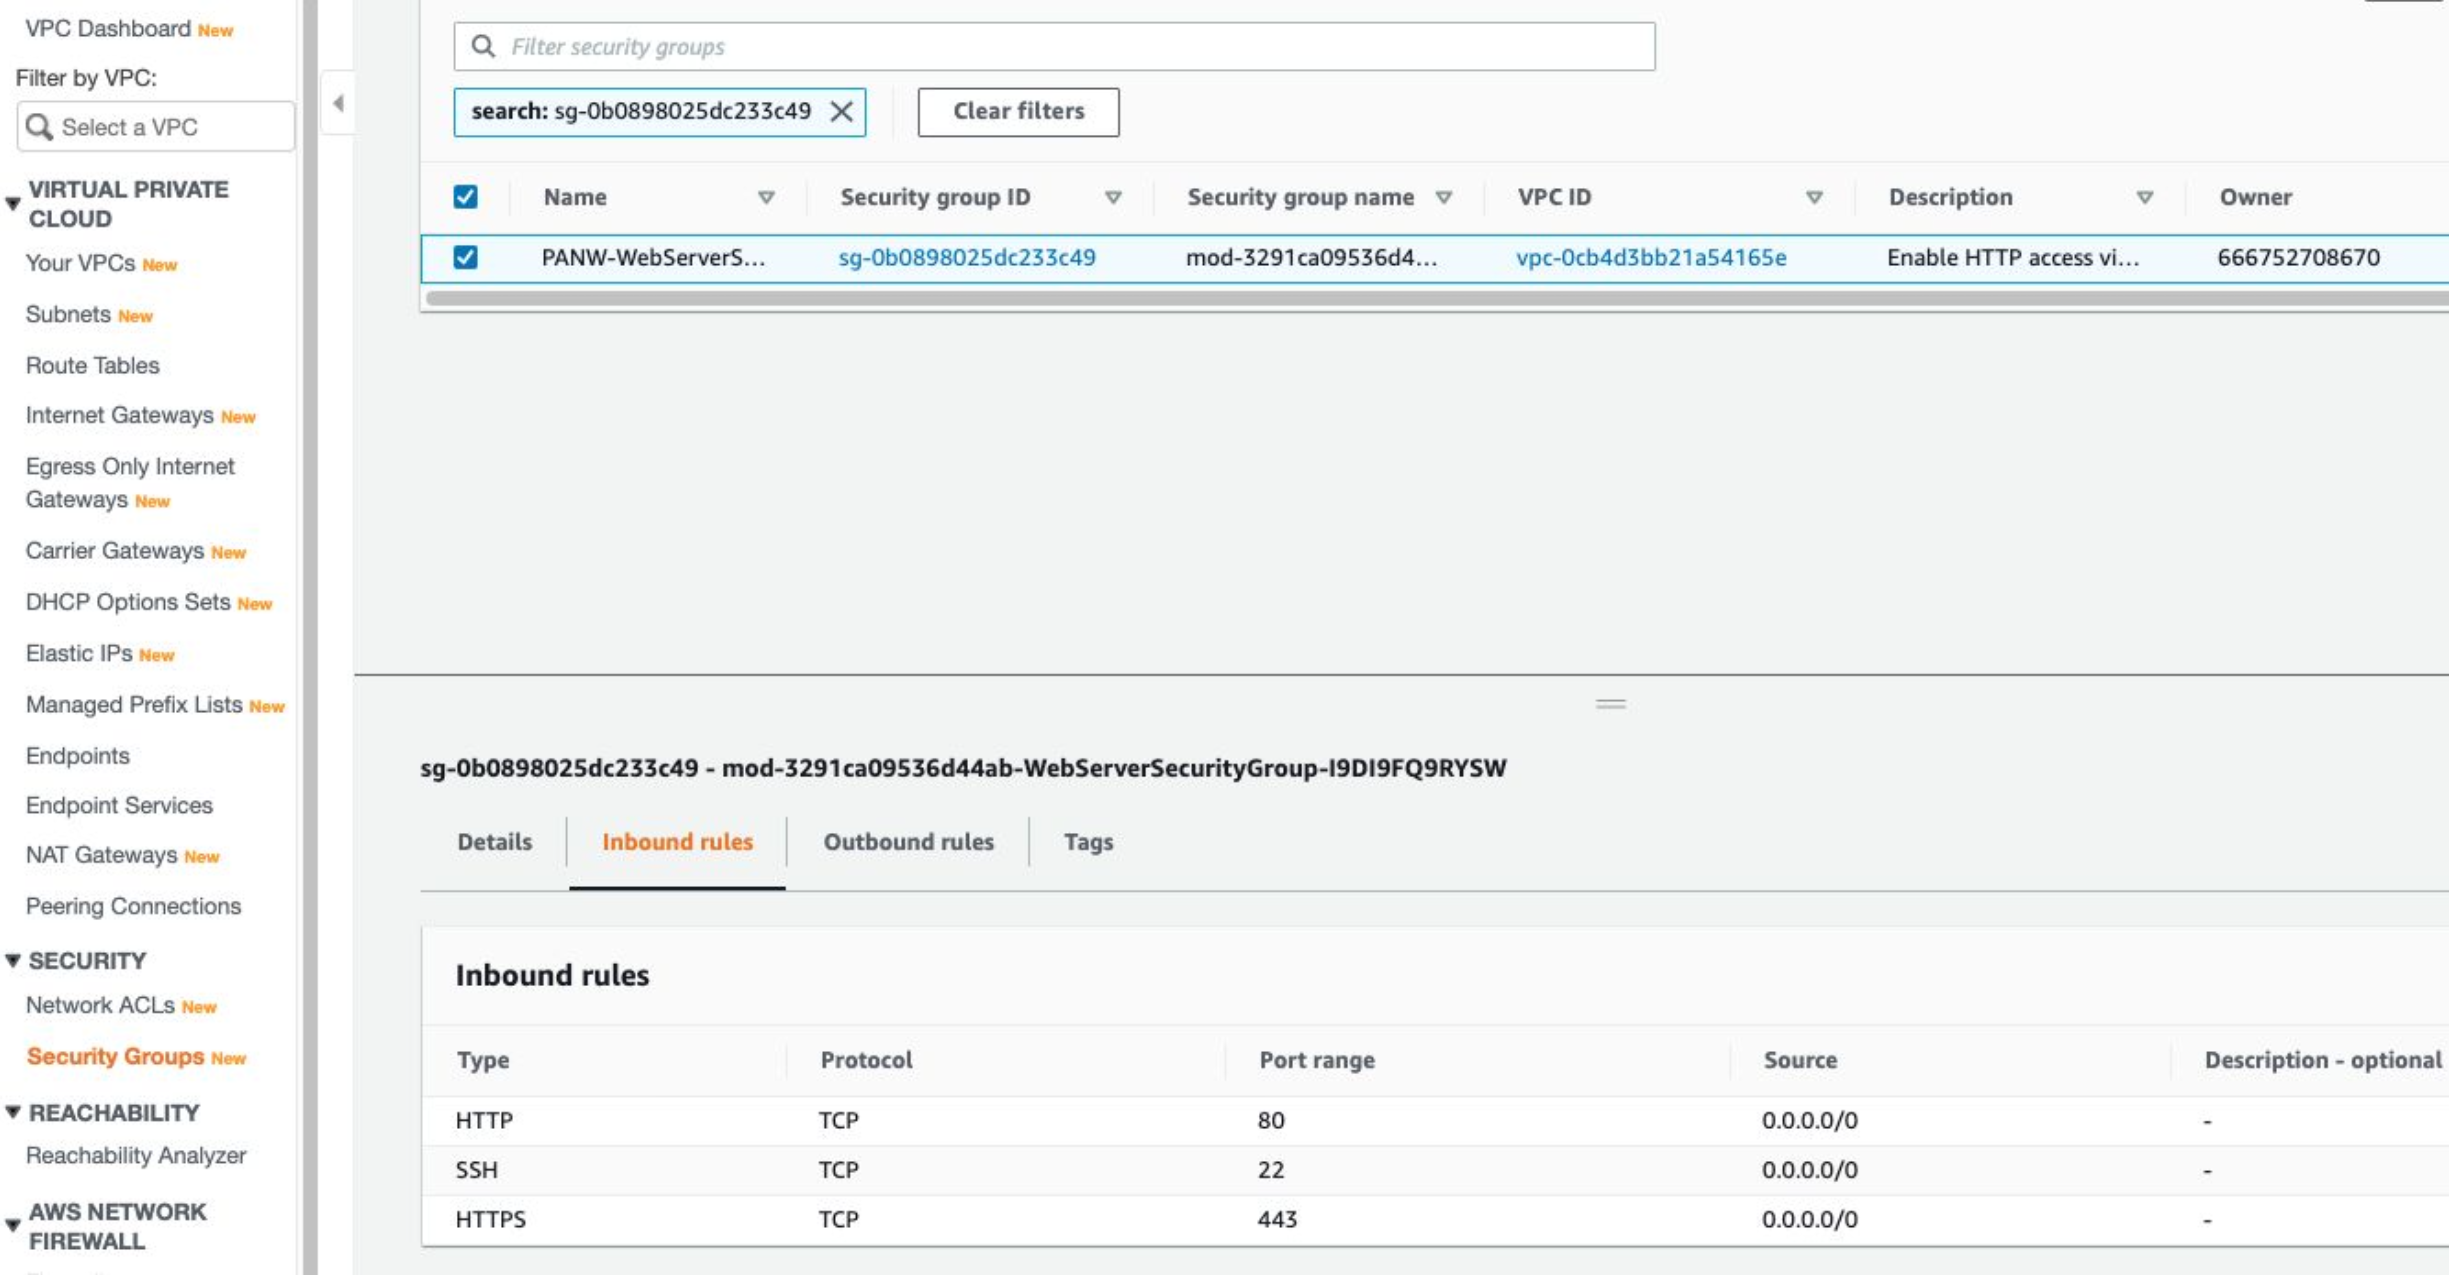 VPC Dashboard New
Filter by VPC:
Select a VPC
VIRTUAL PRIVATE
CLOUD
Your VPCs New
Subnets New
Route Tables
Internet Gateways New
Egress Only Internet
Gateways New
Carrier Gateways New
DHCP Options Sets New
Elastic IPs New
Managed Prefix Lists New
Endpoints
Endpoint Services
NAT Gateways New
Peering Connections
SECURITY
Network ACLs New
Security Groups New
REACHABILITY
Reachability Analyzer
AWS NETWORK
FIREWALL
Filter security groups
search: sg-0b0898025dc233c49 Clear filters
Name Security group ID Security group name VPC ID Description Owner
PANW-WebServerS... sg-0b0898025dc233c49 mod-3291ca09536d4... vpc-0cb4d3bb21a54165e Enable HTTP access vi... 666752708670
sg-0b0898025dc233c49 - mod-3291ca09536d44ab-WebServerSecurityGroup-I9DI9FQ9RYSW
Details Inbound rules Outbound rules Tags
Inbound rules
Type Protocol Port range Source Description - optional
HTTP TCP 80 0.0.0.0/0 -
SSH TCP 22 0.0.0.0/0 -
HTTPS TCP 443 0.0.0.0/0 -